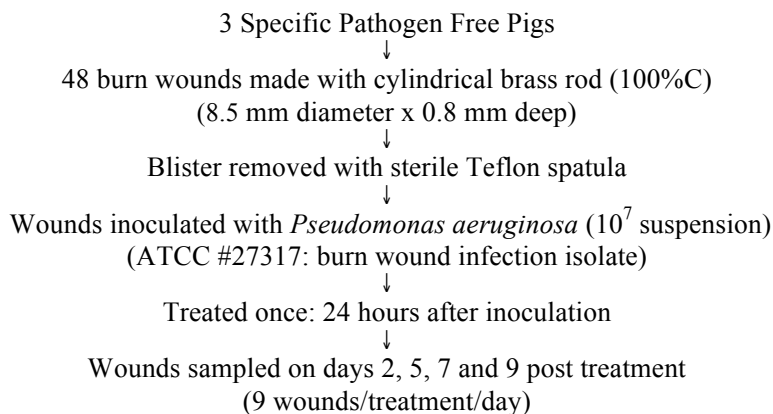 3 Specific Pathogen Free Pigs
↓
48 burn wounds made with cylindrical brass rod (100%C)
(8.5 mm diameter x 0.8 mm deep)
↓
Blister removed with sterile Teflon spatula
↓
Wounds inoculated with Pseudomonas aeruginosa (10⁷ suspension)
(ATCC #27317: burn wound infection isolate)
↓
Treated once: 24 hours after inoculation
↓
Wounds sampled on days 2, 5, 7 and 9 post treatment
(9 wounds/treatment/day)